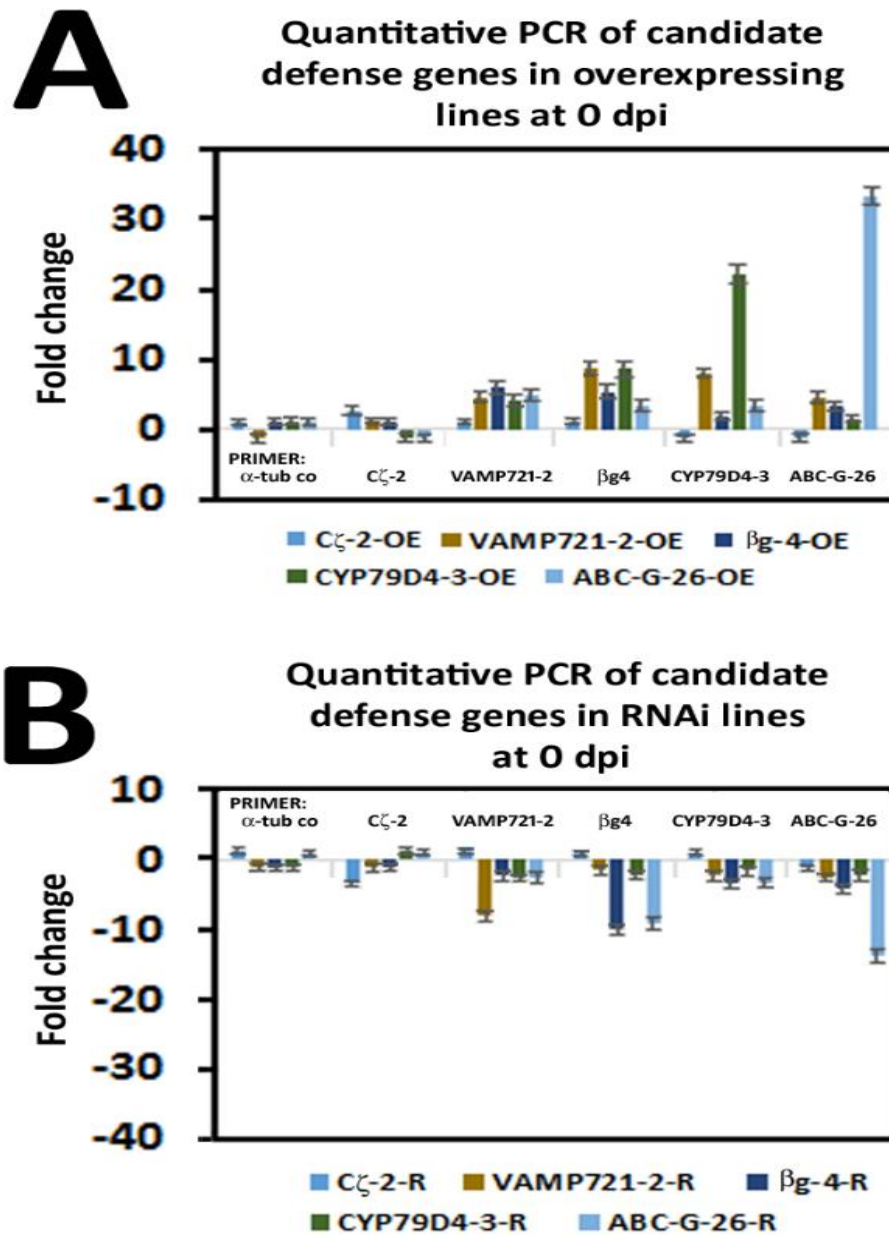 A
Quantitative PCR of candidate
defense genes in overexpressing
lines at 0 dpi
Fold change
40
30
20
10
0
-10
PRIMER:
α-tub co Cζ-2 VAMP721-2 βg4 CYP79D4-3 ABC-G-26
Cζ-2-OE VAMP721-2-OE βg-4-OE
CYP79D4-3-OE ABC-G-26-OE
B
Quantitative PCR of candidate
defense genes in RNAi lines
at 0 dpi
Fold change
10
0
-10
-20
-30
-40
PRIMER:
α-tub co Cζ-2 VAMP721-2 βg4 CYP79D4-3 ABC-G-26
Cζ-2-R VAMP721-2-R βg-4-R
CYP79D4-3-R ABC-G-26-R